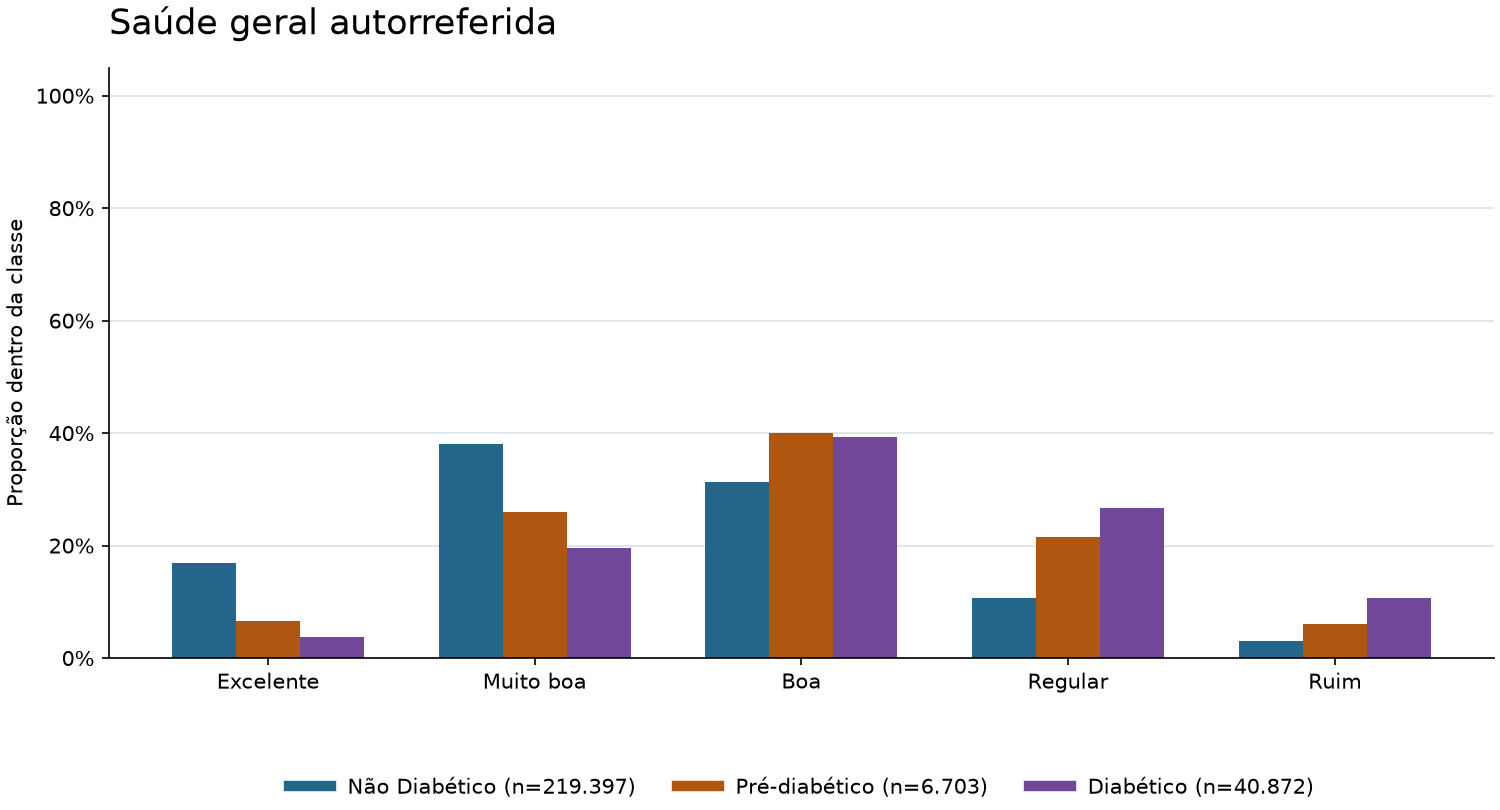 Saúde geral autorreferida
Proporção dentro da classe
100%
80%
60%
40%
20%
0%
Excelente
Muito boa
Boa
Regular
Ruim
Não Diabético (n=219.397)
Pré-diabético (n=6.703)
Diabético (n=40.872)